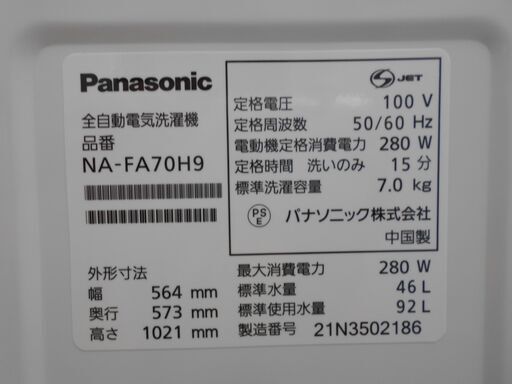 Panasonic
全自動電気洗濯機
品番
NA-FA70H9
外形寸法
幅 564 mm
奥行 573 mm
高さ 1021 mm
S JET
定格電圧 100 V
定格周波数 50/60 Hz
電動機定格消費電力 280 W
定格時間 洗いのみ 15 分
標準洗濯容量 7.0 kg
PS E パナソニック株式会社
中国製
最大消費電力 280 W
標準水量 46 L
標準使用水量 92 L
製造番号 21N3502186